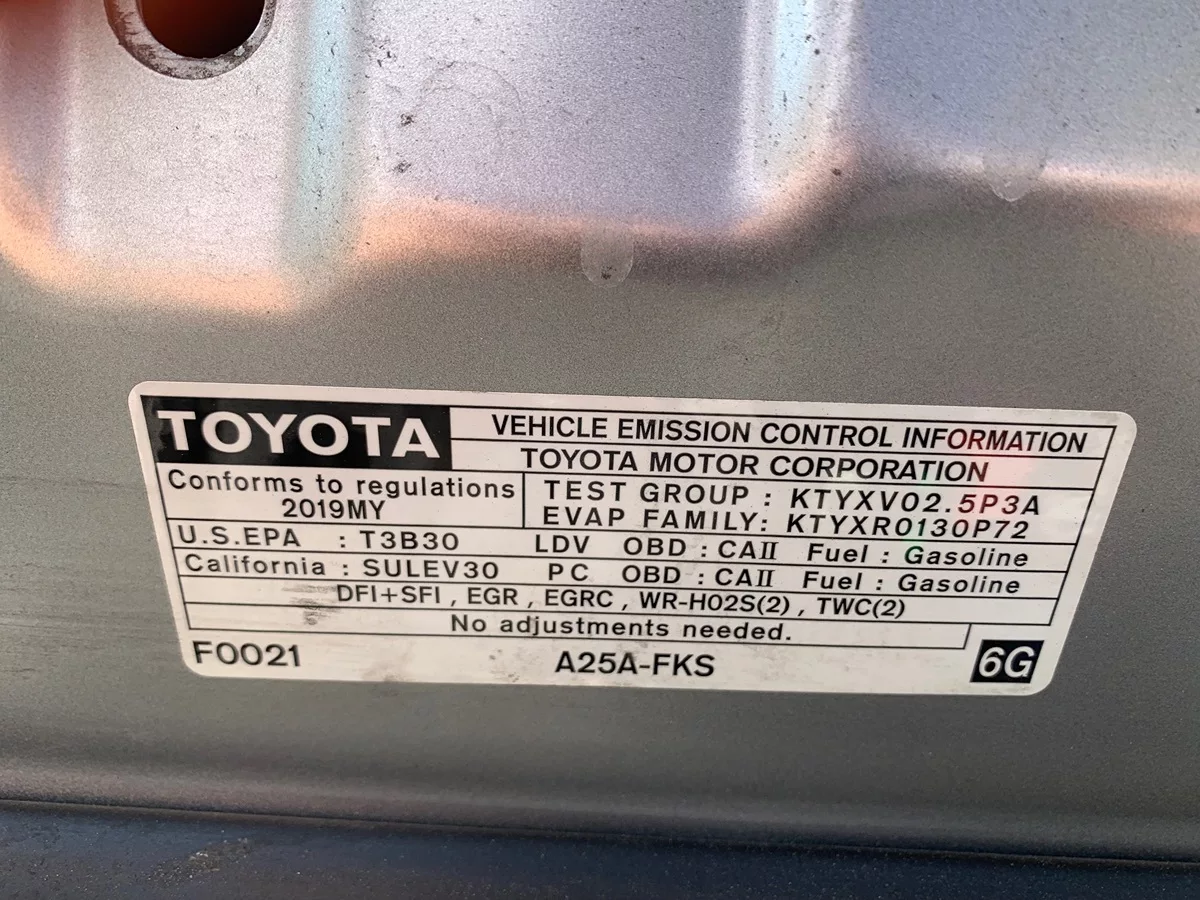 TOYOTA
VEHICLE EMISSION CONTROL INFORMATION
TOYOTA MOTOR CORPORATION
Conforms to regulations
2019MY
TEST GROUP : KTYXV02.5P3A
EVAP FAMILY: KTYXR0130P72
U.S.EPA : T3B30 LDV OBD : CAⅡ Fuel : Gasoline
California : SULEV30 PC OBD : CAⅡ Fuel : Gasoline
DFI+SFI , EGR , EGRC , WR-HO2S(2) , TWC(2)
No adjustments needed.
F0021 A25A-FKS 6G